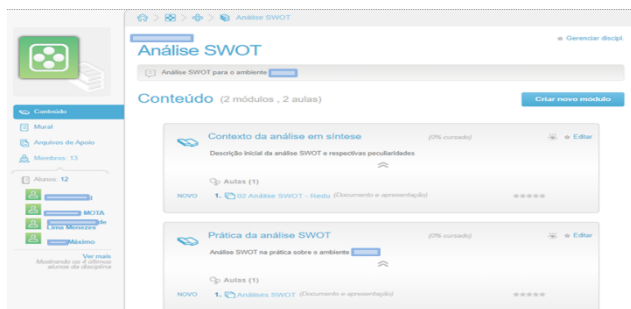 > > > Análise SWOT
Gerenciar discipl.
Análise SWOT
Análise SWOT para o ambiente
Conteúdo (2 módulos , 2 aulas)
Criar novo módulo
Conteúdo
Mural
Arquivos de Apoio
Membros: 13
Alunos: 12
MOTA
de
Lima Menezes
Máximo
Ver mais
Mostrando os 4 últimos
alunos da disciplina
Contexto da análise em síntese (0% cursado) Editar
Descrição Inicial da análise SWOT e respectivas peculiaridades
Aulas (1)
NOVO 1. 02 Análise SWOT - Redu (Documento e apresentação)
Prática da análise SWOT (0% cursado) Editar
Análise SWOT na prática sobre o ambiente
Aulas (1)
NOVO 1. Análises SWOT (Documento e apresentação)